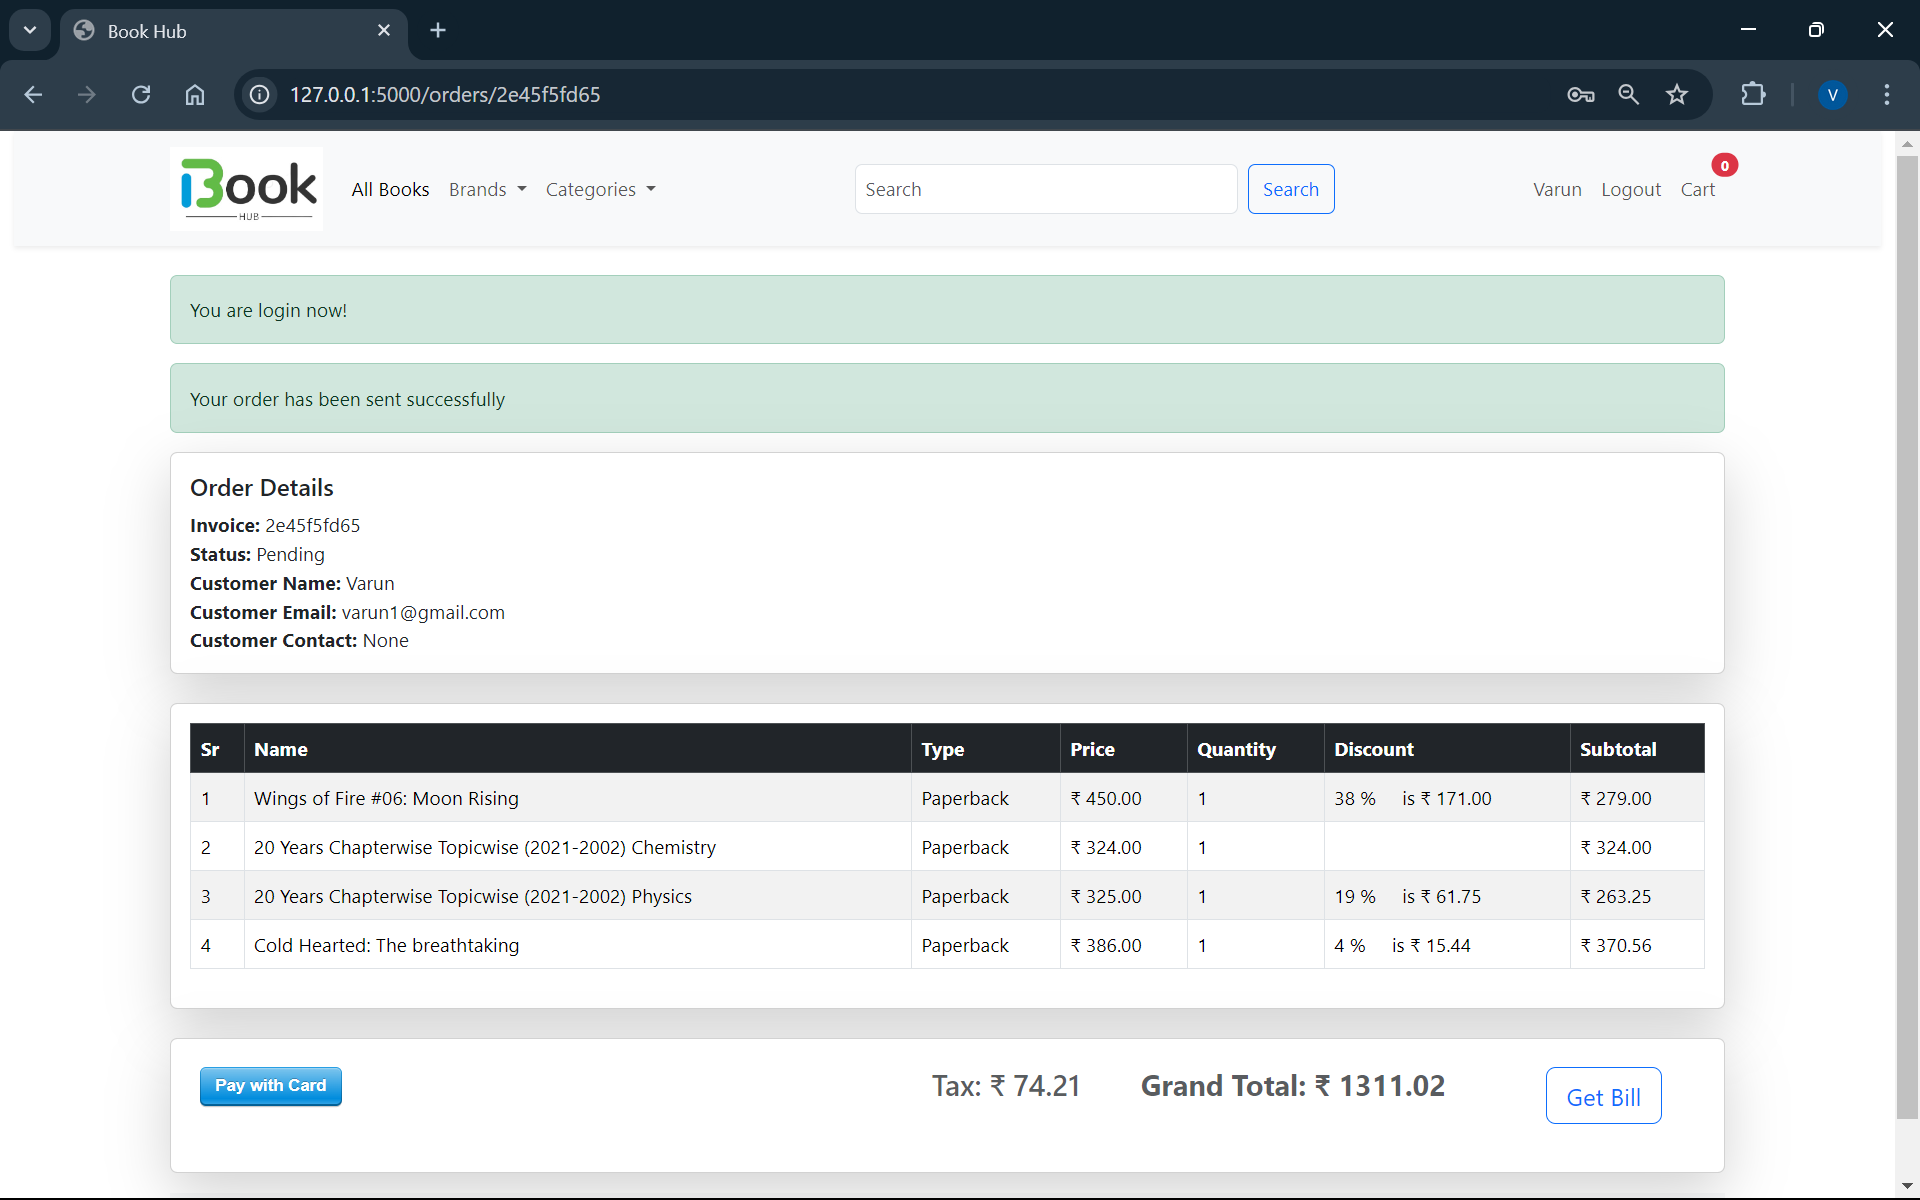 Book Hub
127.0.0.1:5000/orders/2e45f5fd65
V
Book
HUB
All Books Brands Categories
Search
Search
Varun Logout Cart
0
You are login now!
Your order has been sent successfully
Order Details
Invoice: 2e45f5fd65
Status: Pending
Customer Name: Varun
Customer Email: varun1@gmail.com
Customer Contact: None
Sr Name Type Price Quantity Discount Subtotal
1 Wings of Fire #06: Moon Rising Paperback ₹ 450.00 1 38 % is ₹ 171.00 ₹ 279.00
2 20 Years Chapterwise Topicwise (2021-2002) Chemistry Paperback ₹ 324.00 1 ₹ 324.00
3 20 Years Chapterwise Topicwise (2021-2002) Physics Paperback ₹ 325.00 1 19 % is ₹ 61.75 ₹ 263.25
4 Cold Hearted: The breathtaking Paperback ₹ 386.00 1 4 % is ₹ 15.44 ₹ 370.56
Pay with Card Tax: ₹ 74.21 Grand Total: ₹ 1311.02 Get Bill